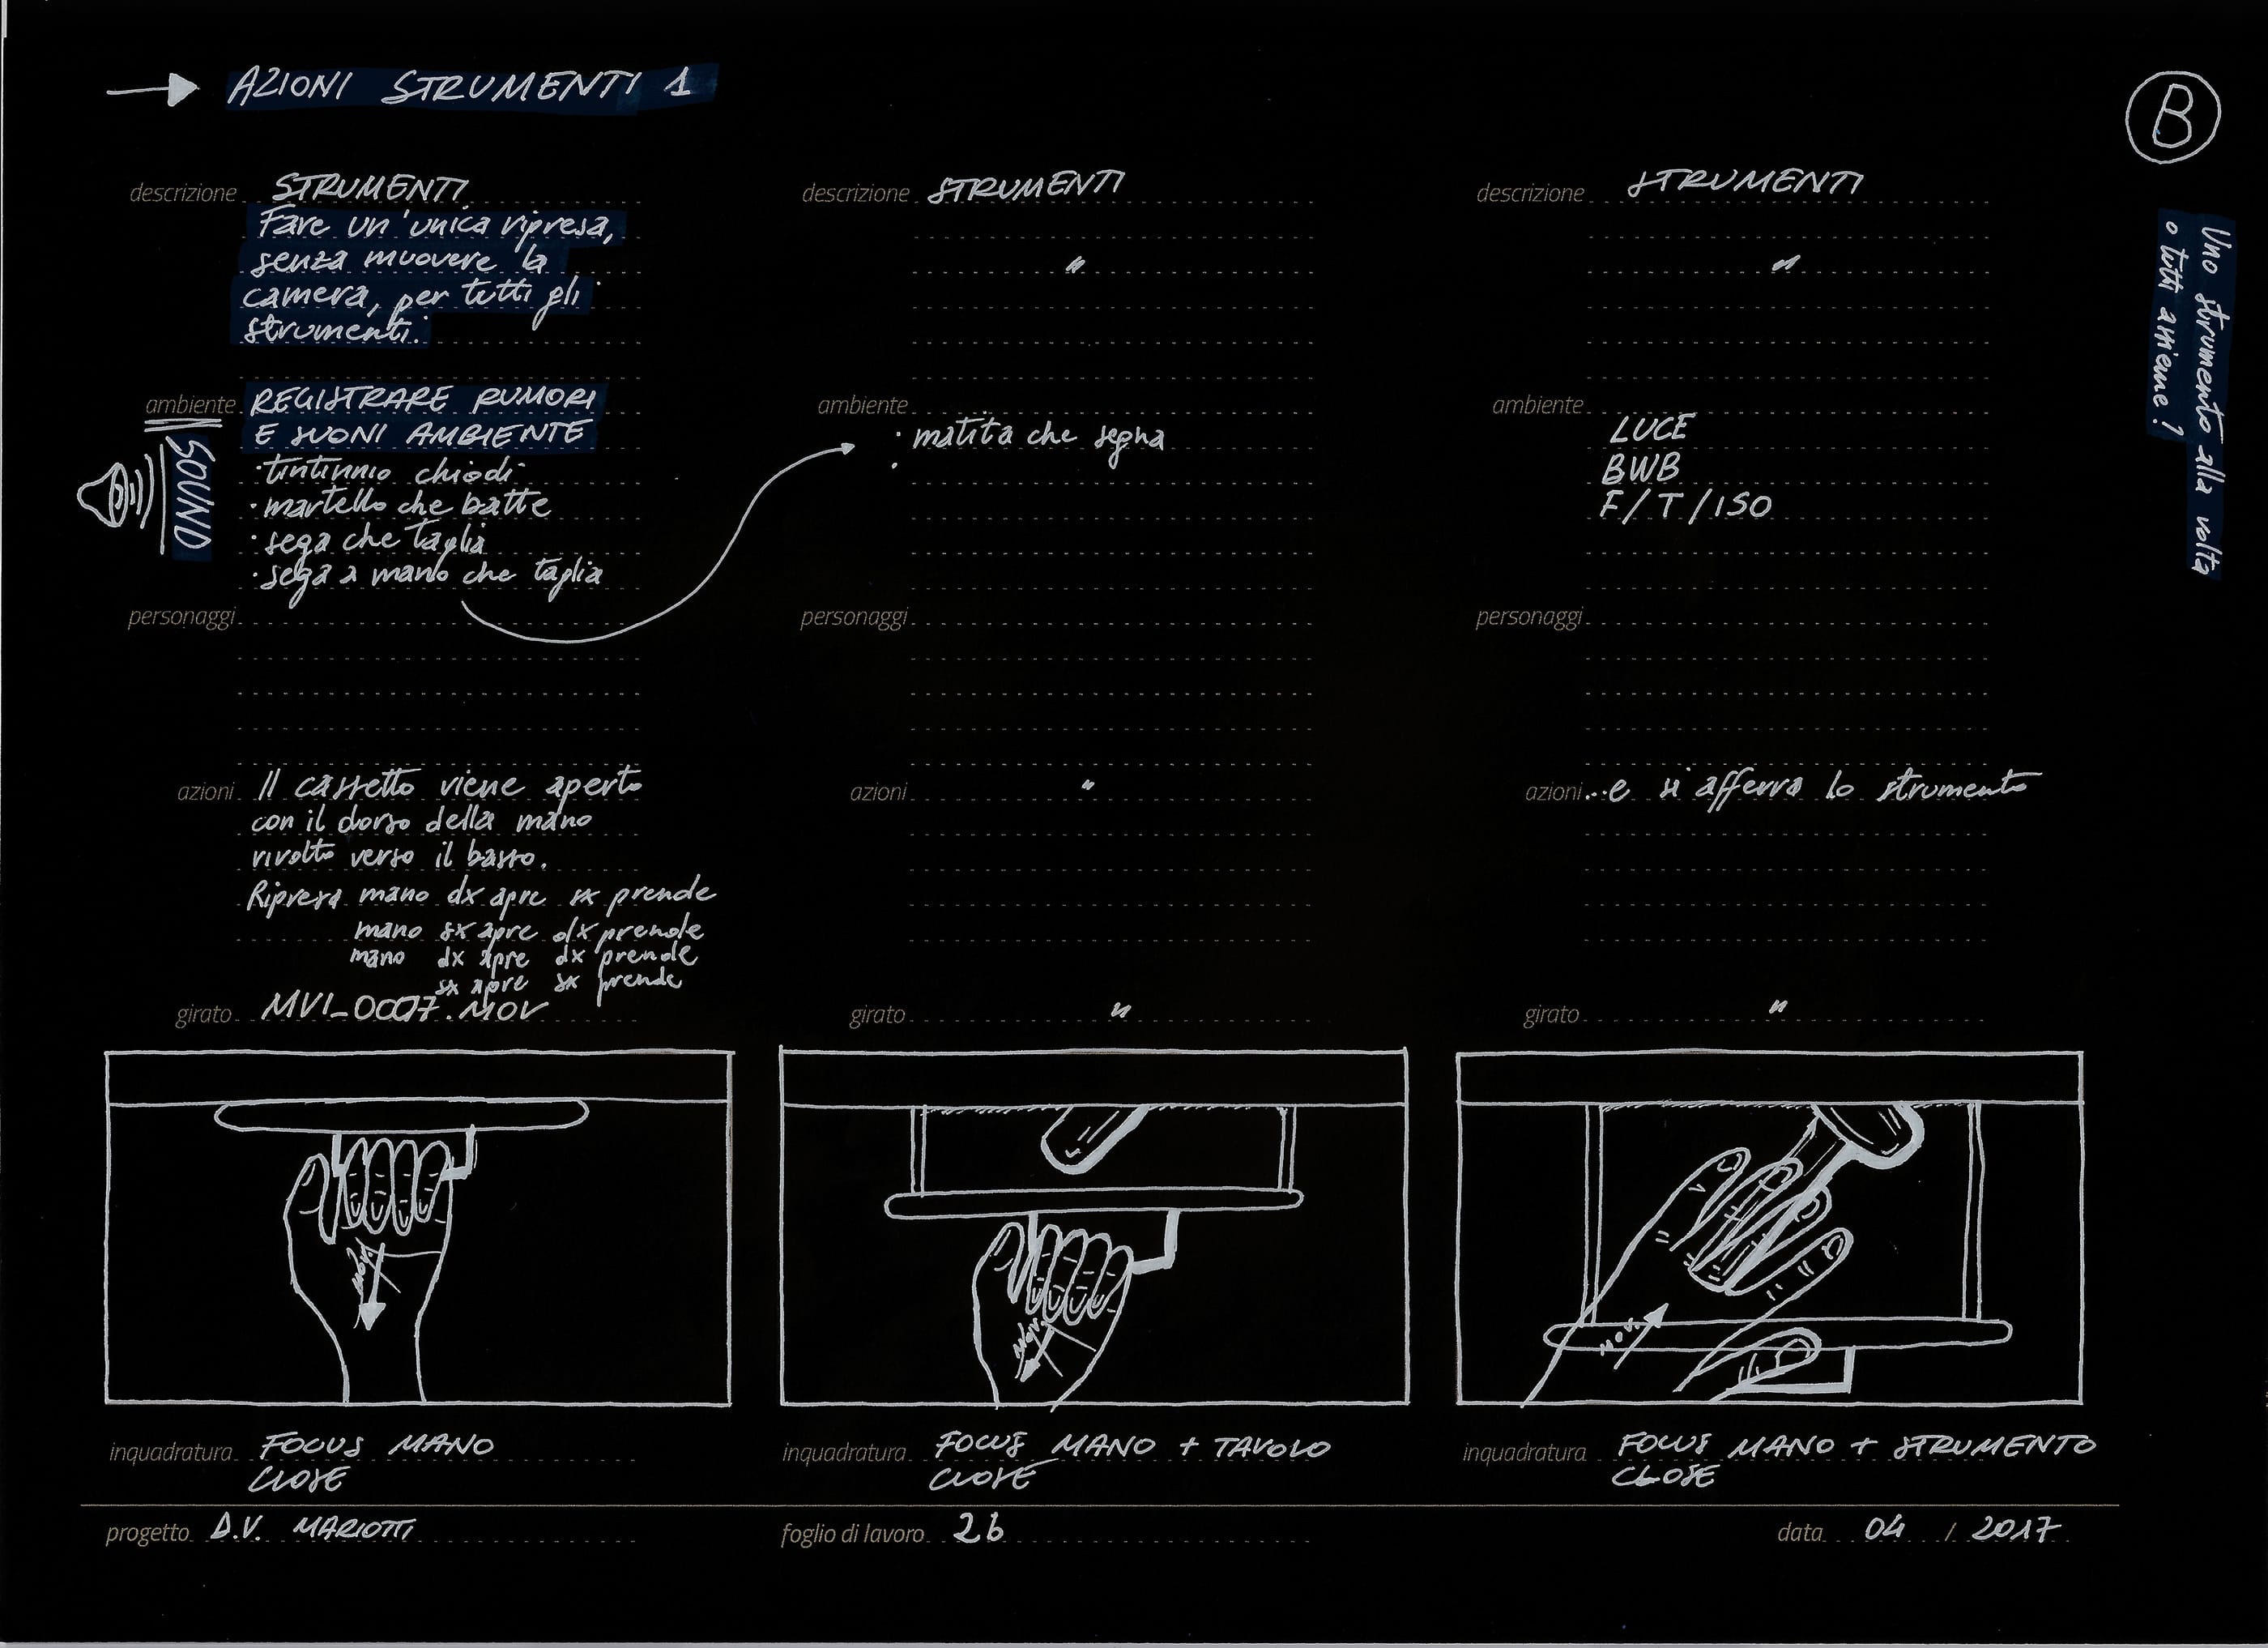 AZIONI STRUMENTI 1
B
Uno strumento alla volta
o tutti assieme?
descrizione STRUMENTI
Fare un'unica ripresa,
senza muovere la
camera, per tutti gli
strumenti.
ambiente REGISTRARE RUMORI
E SUONI AMBIENTE
SOUND
· tintinnio chiodi
· martello che batte
· sega che taglia
· sega a mano che taglia
personaggi
azioni Il cassetto viene aperto
con il dorso della mano
rivolto verso il basso.
Ripresa mano dx apre sx prende
mano sx apre dx prende
mano dx apre dx prende
sx apre sx prende
girato MVI_0007.MOV
Mov.
inquadratura FOCUS MANO
CLOSE
descrizione STRUMENTI
"
ambiente
· matita che segna
·
personaggi
azioni "
girato "
Mov.
inquadratura FOCUS MANO + TAVOLO
CLOSE
descrizione STRUMENTI
"
ambiente
LUCE
BWB
F/T/ISO
personaggi
azioni ...e si afferra lo strumento
girato "
Mov.
inquadratura FOCUS MANO + STRUMENTO
CLOSE
progetto D.V. MARIOTTI
foglio di lavoro 2b
data 04 / 2017